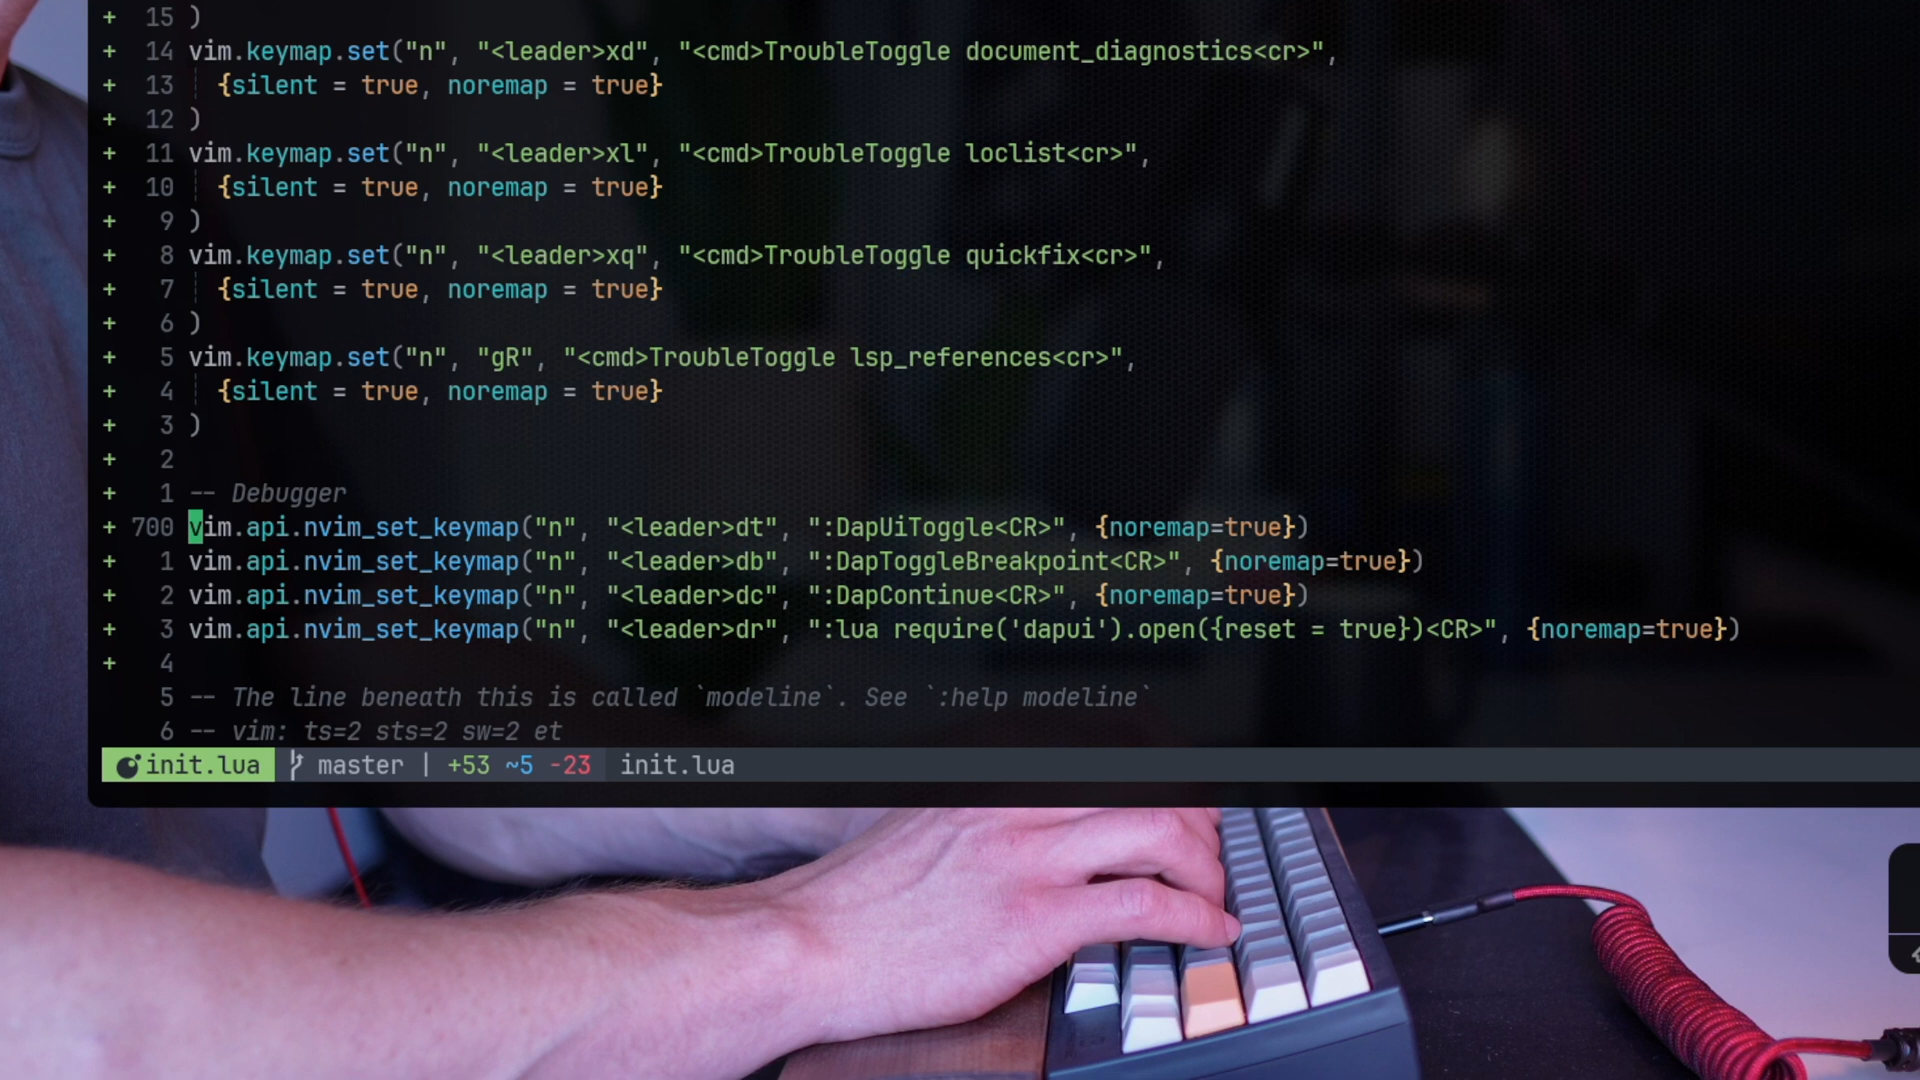 + 15 )
+ 14 vim.keymap.set("n", "<leader>xd", "<cmd>TroubleToggle document_diagnostics<cr>",
+ 13 {silent = true, noremap = true}
+ 12 )
+ 11 vim.keymap.set("n", "<leader>xl", "<cmd>TroubleToggle loclist<cr>",
+ 10 {silent = true, noremap = true}
+ 9 )
+ 8 vim.keymap.set("n", "<leader>xq", "<cmd>TroubleToggle quickfix<cr>",
+ 7 {silent = true, noremap = true}
+ 6 )
+ 5 vim.keymap.set("n", "gR", "<cmd>TroubleToggle lsp_references<cr>",
+ 4 {silent = true, noremap = true}
+ 3 )
+ 2
+ 1 -- Debugger
+ 700 vim.api.nvim_set_keymap("n", "<leader>dt", ":DapUiToggle<CR>", {noremap=true})
+ 1 vim.api.nvim_set_keymap("n", "<leader>db", ":DapToggleBreakpoint<CR>", {noremap=true})
+ 2 vim.api.nvim_set_keymap("n", "<leader>dc", ":DapContinue<CR>", {noremap=true})
+ 3 vim.api.nvim_set_keymap("n", "<leader>dr", ":lua require('dapui').open({reset = true})<CR>", {noremap=true})
+ 4
5 -- The line beneath this is called `modeline`. See `:help modeline`
6 -- vim: ts=2 sts=2 sw=2 et
init.lua master | +53 ~5 -23 init.lua